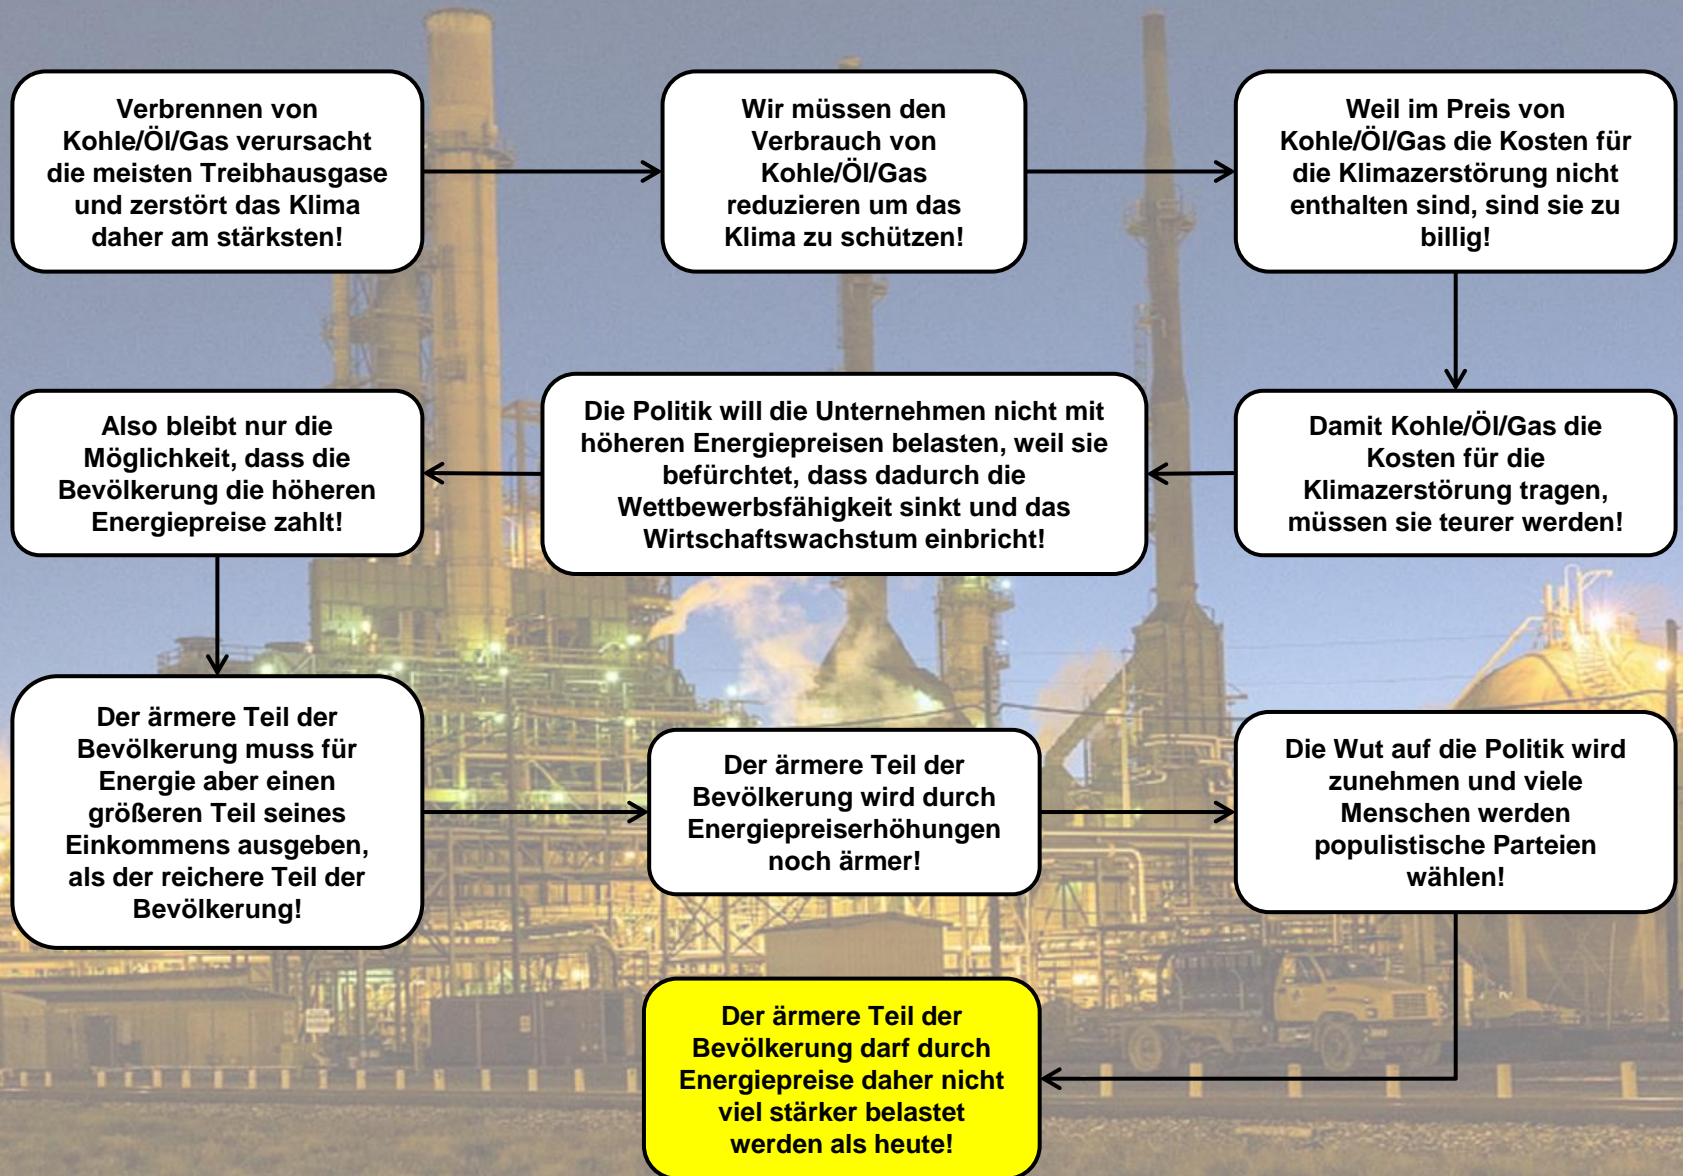 Verbrennen von
Kohle/Öl/Gas verursacht
die meisten Treibhausgase
und zerstört das Klima
daher am stärksten!
Wir müssen den
Verbrauch von
Kohle/Öl/Gas
reduzieren um das
Klima zu schützen!
Weil im Preis von
Kohle/Öl/Gas die Kosten für
die Klimazerstörung nicht
enthalten sind, sind sie zu
billig!
Damit Kohle/Öl/Gas die
Kosten für die
Klimazerstörung tragen,
müssen sie teurer werden!
Die Politik will die Unternehmen nicht mit
höheren Energiepreisen belasten, weil sie
befürchtet, dass dadurch die
Wettbewerbsfähigkeit sinkt und das
Wirtschaftswachstum einbricht!
Also bleibt nur die
Möglichkeit, dass die
Bevölkerung die höheren
Energiepreise zahlt!
Der ärmere Teil der
Bevölkerung muss für
Energie aber einen
größeren Teil seines
Einkommens ausgeben,
als der reichere Teil der
Bevölkerung!
Der ärmere Teil der
Bevölkerung wird durch
Energiepreiserhöhungen
noch ärmer!
Die Wut auf die Politik wird
zunehmen und viele
Menschen werden
populistische Parteien
wählen!
Der ärmere Teil der
Bevölkerung darf durch
Energiepreise daher nicht
viel stärker belastet
werden als heute!